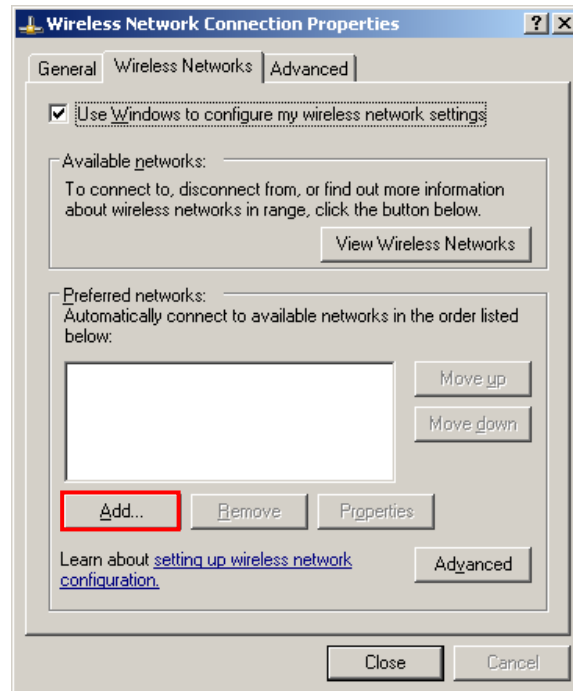 Wireless Network Connection Properties
General Wireless Networks Advanced
Use Windows to configure my wireless network settings
Available networks:
To connect to, disconnect from, or find out more information
about wireless networks in range, click the button below.
View Wireless Networks
Preferred networks:
Automatically connect to available networks in the order listed
below:
Move up
Move down
Add... Remove Properties
Learn about setting up wireless network
configuration.
Advanced
Close Cancel